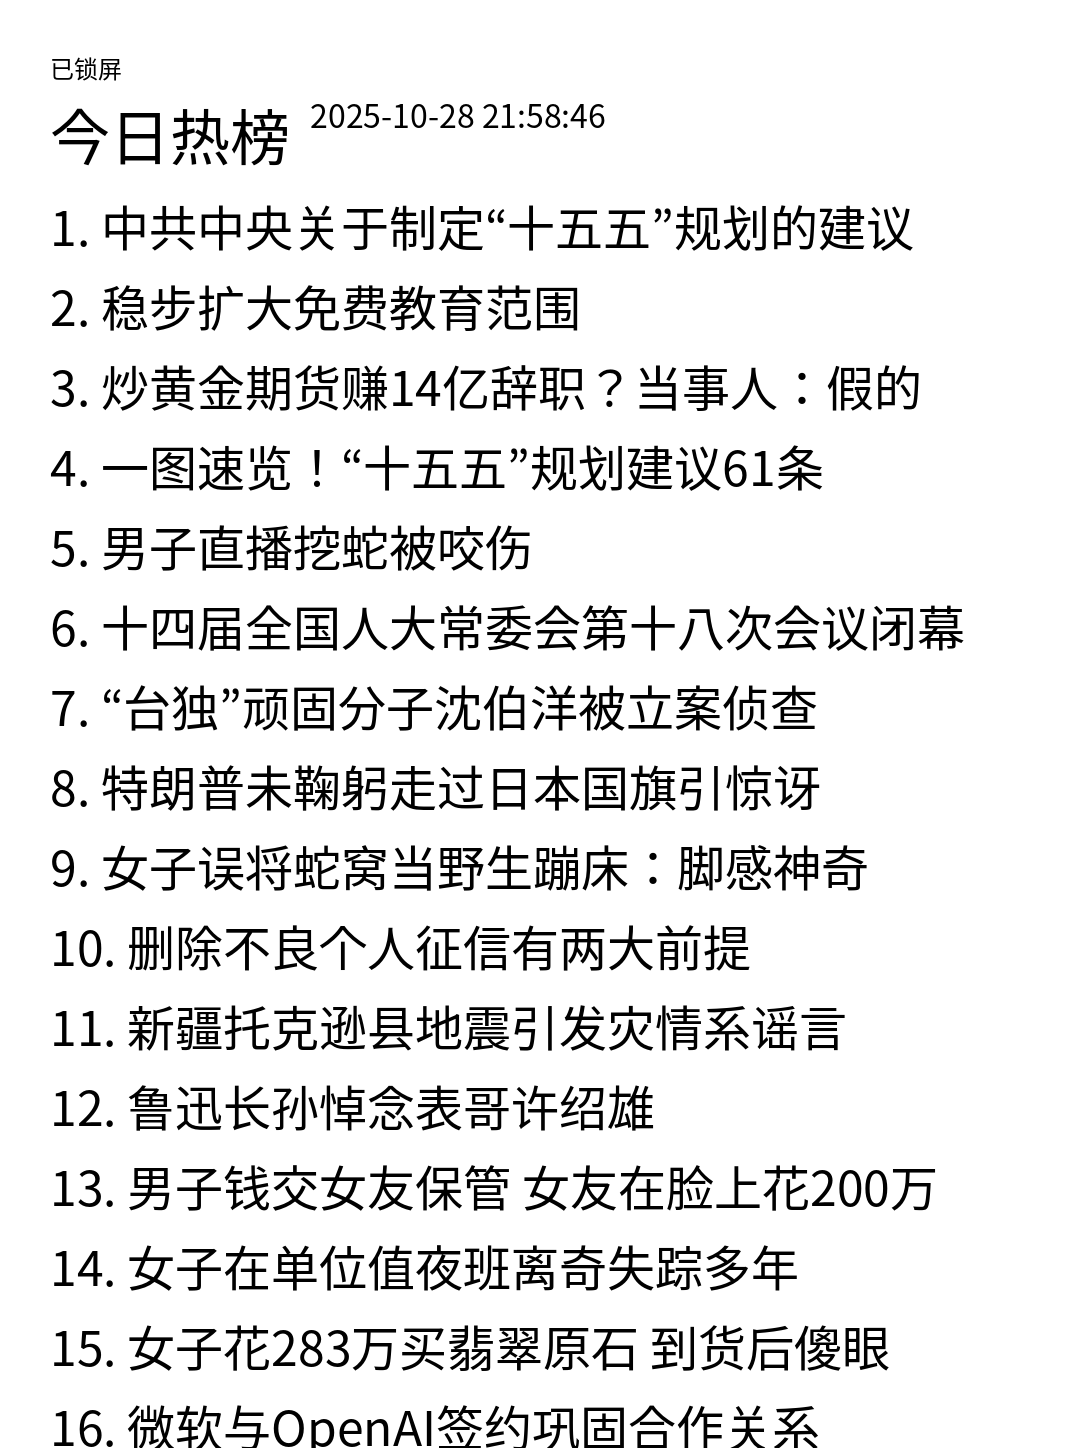 已锁屏
今日热榜 2025-10-28 21:58:46
1. 中共中央关于制定“十五五”规划的建议
2. 稳步扩大免费教育范围
3. 炒黄金期货赚14亿辞职？当事人：假的
4. 一图速览！“十五五”规划建议61条
5. 男子直播挖蛇被咬伤
6. 十四届全国人大常委会第十八次会议闭幕
7. “台独”顽固分子沈伯洋被立案侦查
8. 特朗普未鞠躬走过日本国旗引惊讶
9. 女子误将蛇窝当野生蹦床：脚感神奇
10. 删除不良个人征信有两大前提
11. 新疆托克逊县地震引发灾情系谣言
12. 鲁迅长孙悼念表哥许绍雄
13. 男子钱交女友保管 女友在脸上花200万
14. 女子在单位值夜班离奇失踪多年
15. 女子花283万买翡翠原石 到货后傻眼
16. 微软与OpenAI签约巩固合作关系